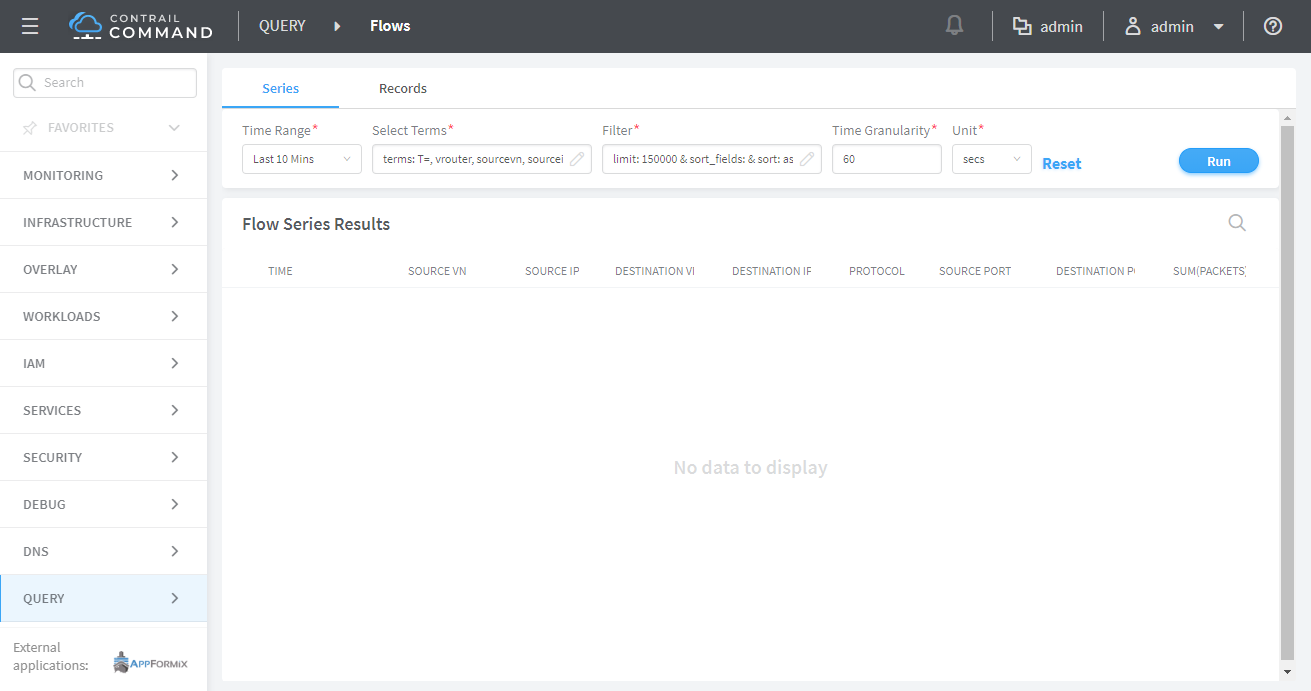 CONTRAIL
COMMAND
QUERY
Flows
admin
admin
Search
FAVORITES
MONITORING
INFRASTRUCTURE
OVERLAY
WORKLOADS
IAM
SERVICES
SECURITY
DEBUG
DNS
QUERY
External
applications:
APPFORMIX
Series
Records
Time Range*
Select Terms*
Filter*
Time Granularity*
Unit*
Last 10 Mins
terms: T=, vrouter, sourcevn, sourcei
limit: 150000 & sort_fields: & sort: as
60
secs
Reset
Run
Flow Series Results
TIME SOURCE VN SOURCE IP DESTINATION VI DESTINATION IP PROTOCOL SOURCE PORT DESTINATION P SUM(PACKETS)
No data to display